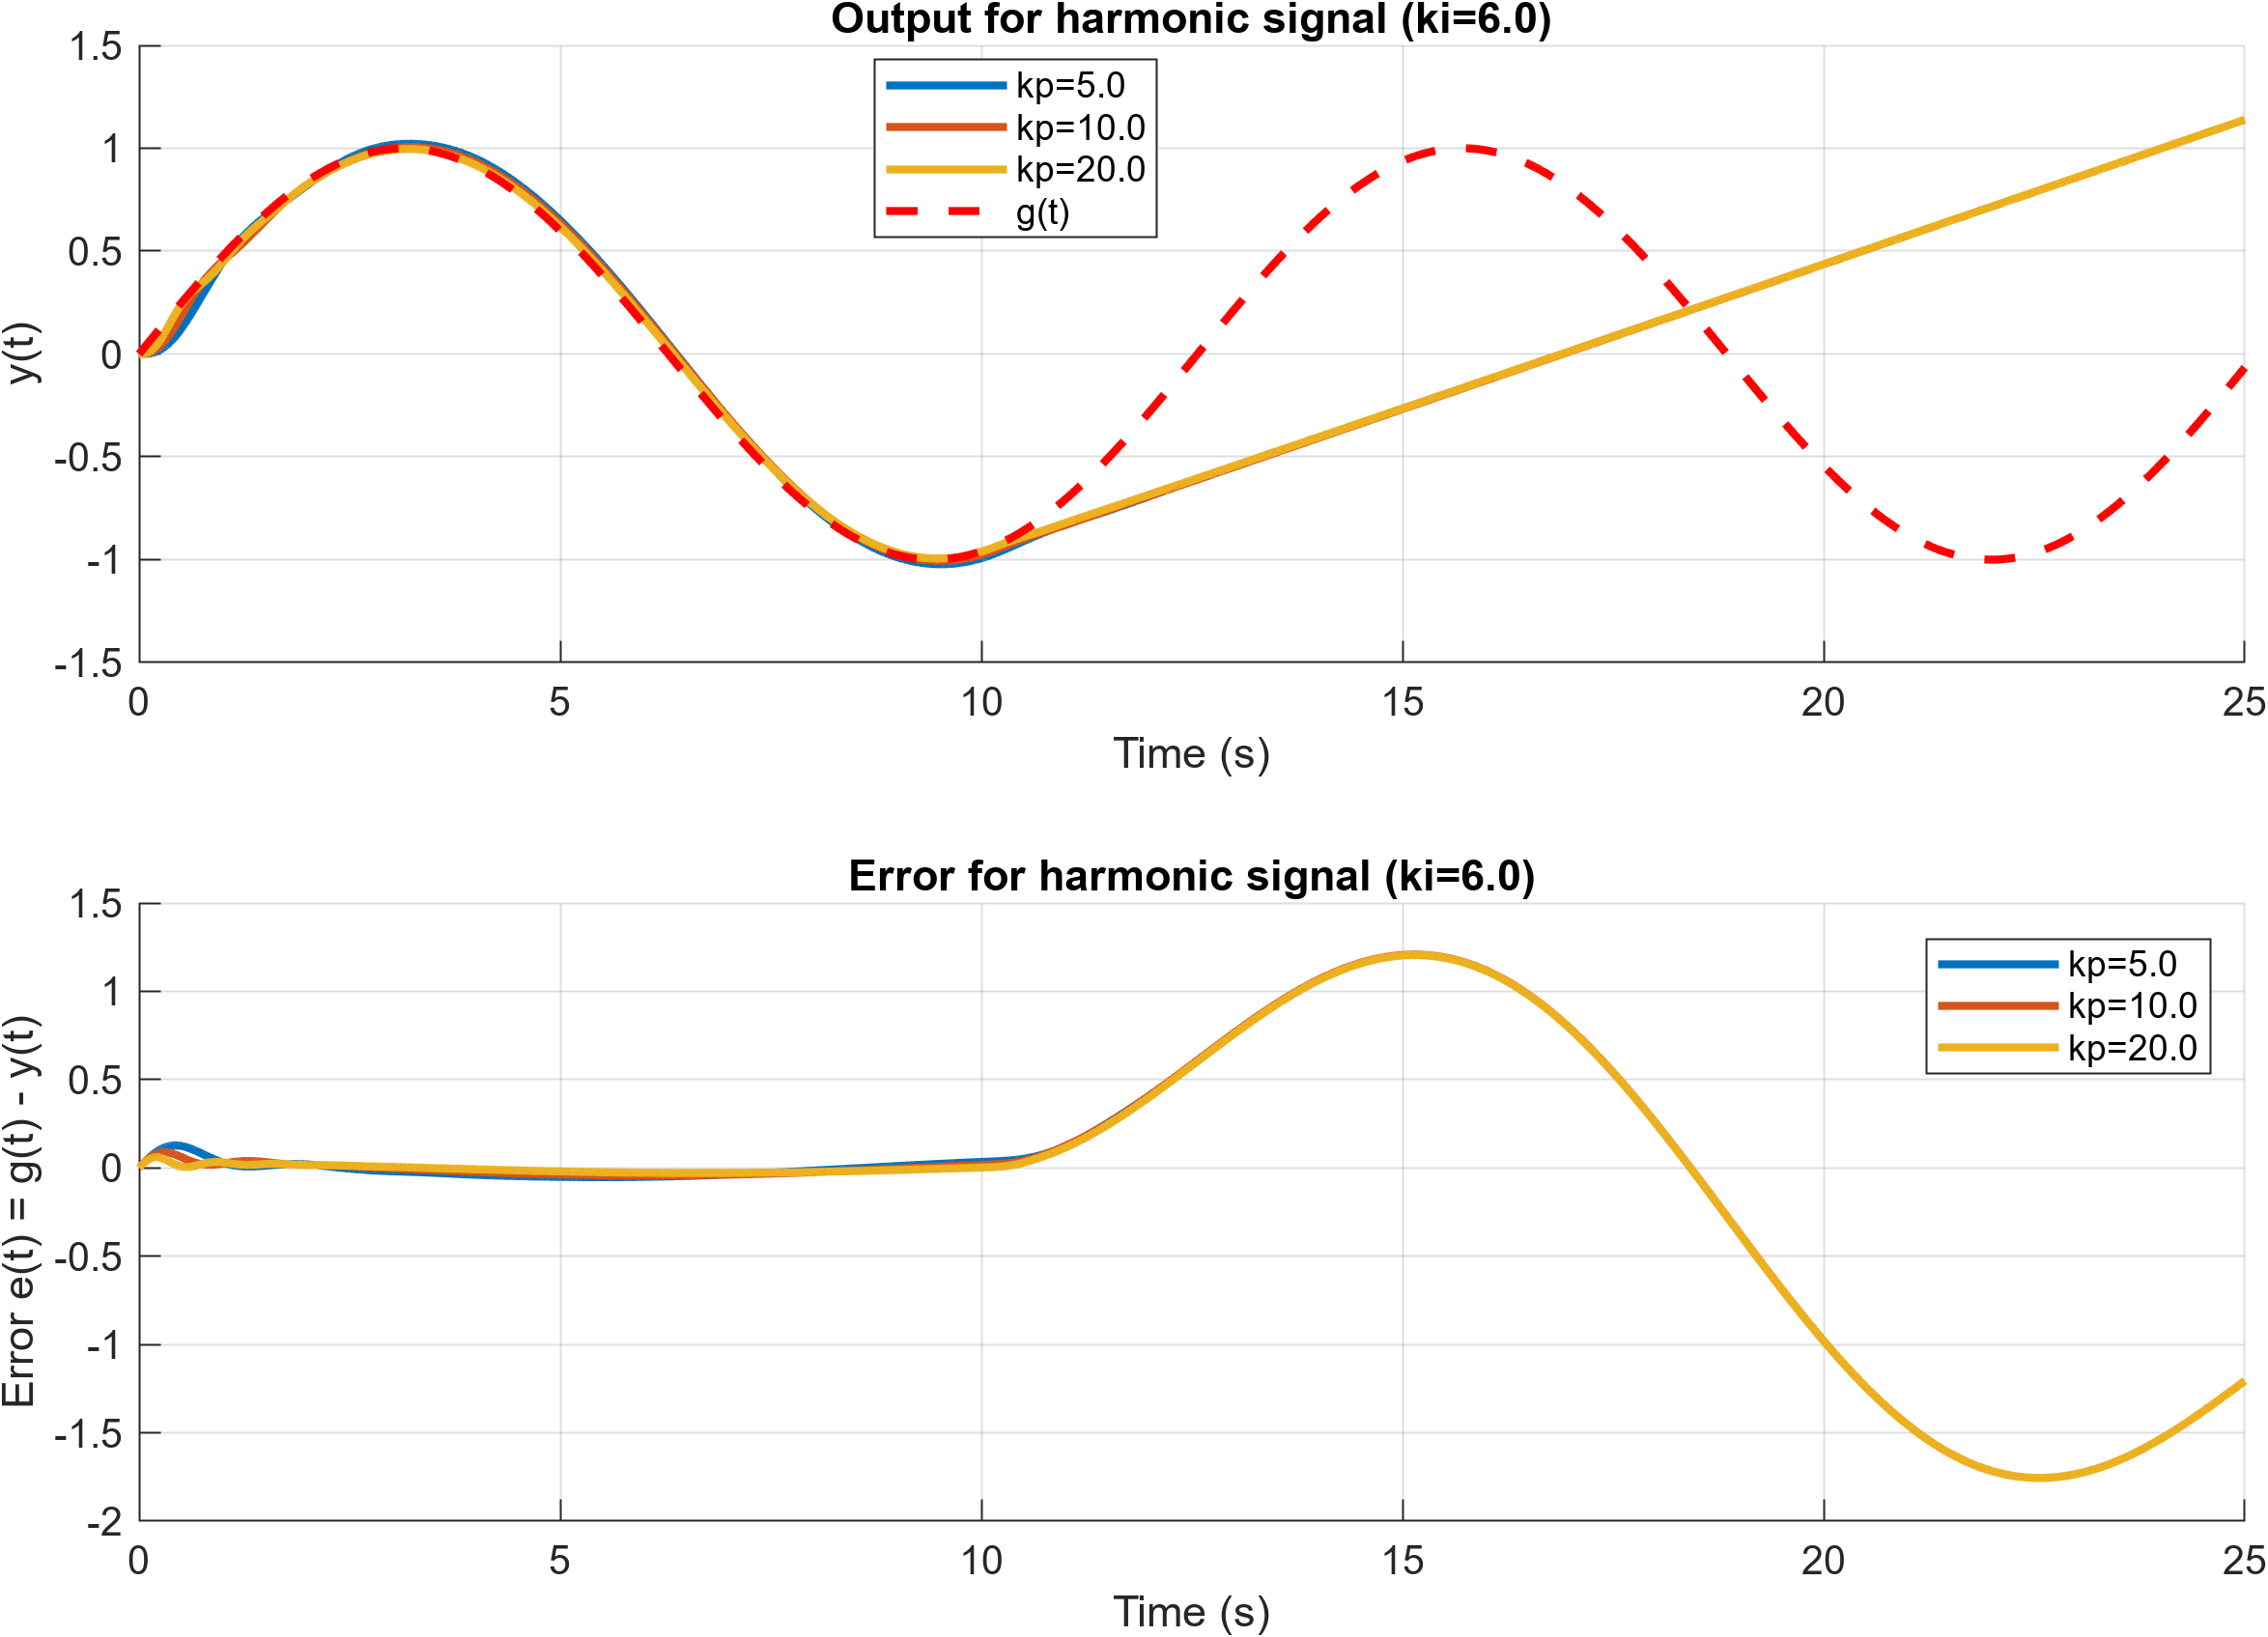 Output for harmonic signal (ki=6.0)
1.5
1
0.5
0
-0.5
-1
-1.5
y(t)
kp=5.0
kp=10.0
kp=20.0
g(t)
0 5 10 15 20 25
Time (s)
Error for harmonic signal (ki=6.0)
1.5
1
0.5
0
-0.5
-1
-1.5
-2
Error e(t) = g(t) - y(t)
kp=5.0
kp=10.0
kp=20.0
0 5 10 15 20 25
Time (s)